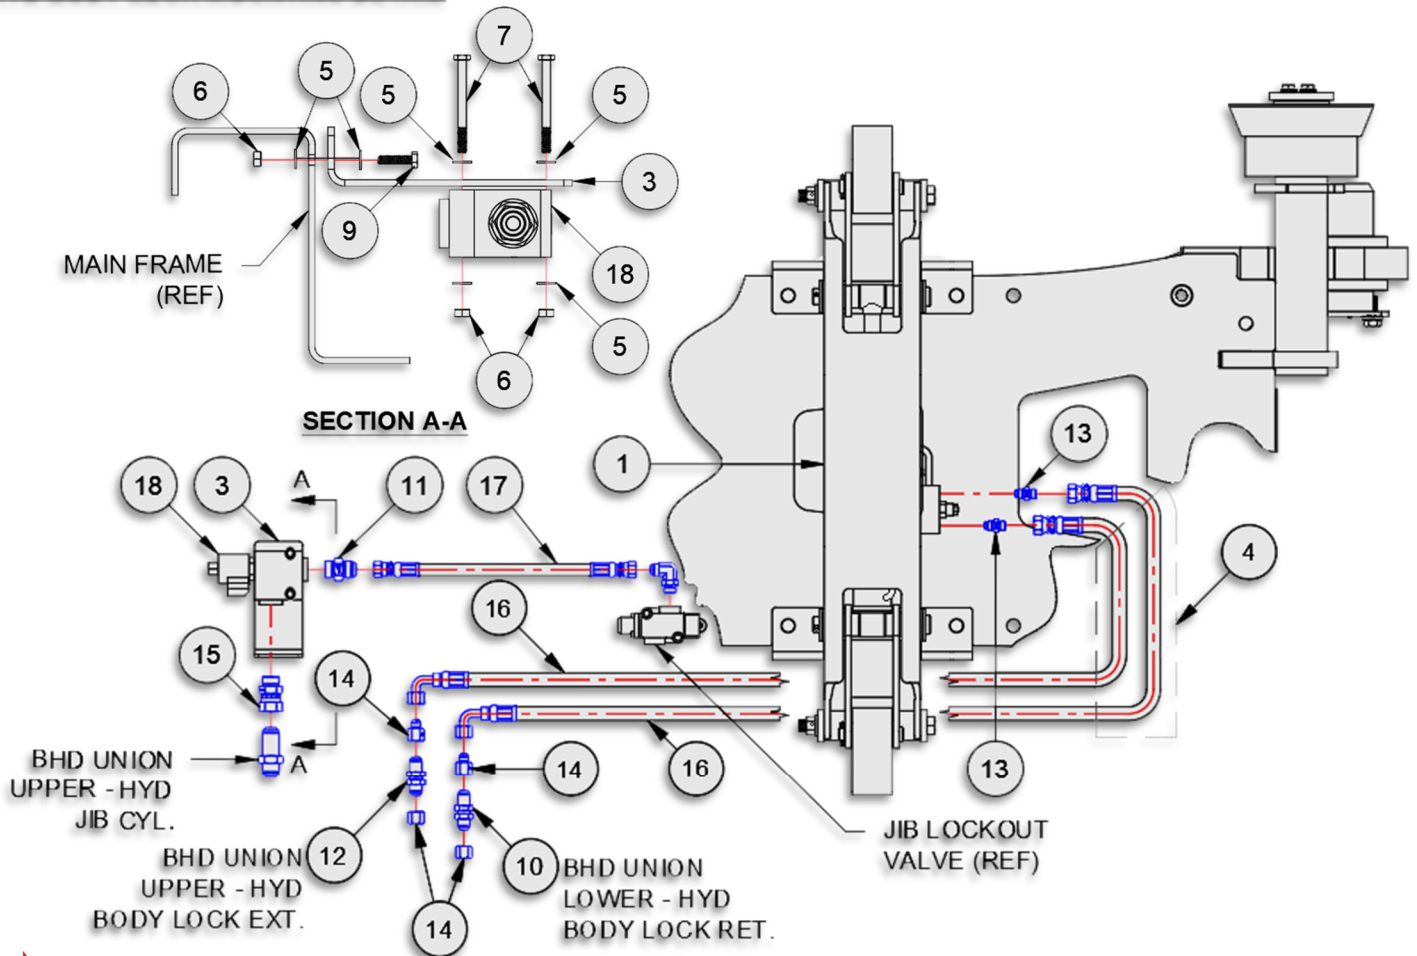 7
6
5
5
5
3
9
MAIN FRAME
(REF)
18
5
6
SECTION A-A
1
13
18
3
A
11
17
4
16
15
14
BHD UNION
UPPER - HYD
JIB CYL.
A
14
16
13
12
BHD UNION
UPPER - HYD
BODY LOCK EXT.
10
BHD UNION
LOWER - HYD
BODY LOCK RET.
14
JIB LOCKOUT
VALVE (REF)